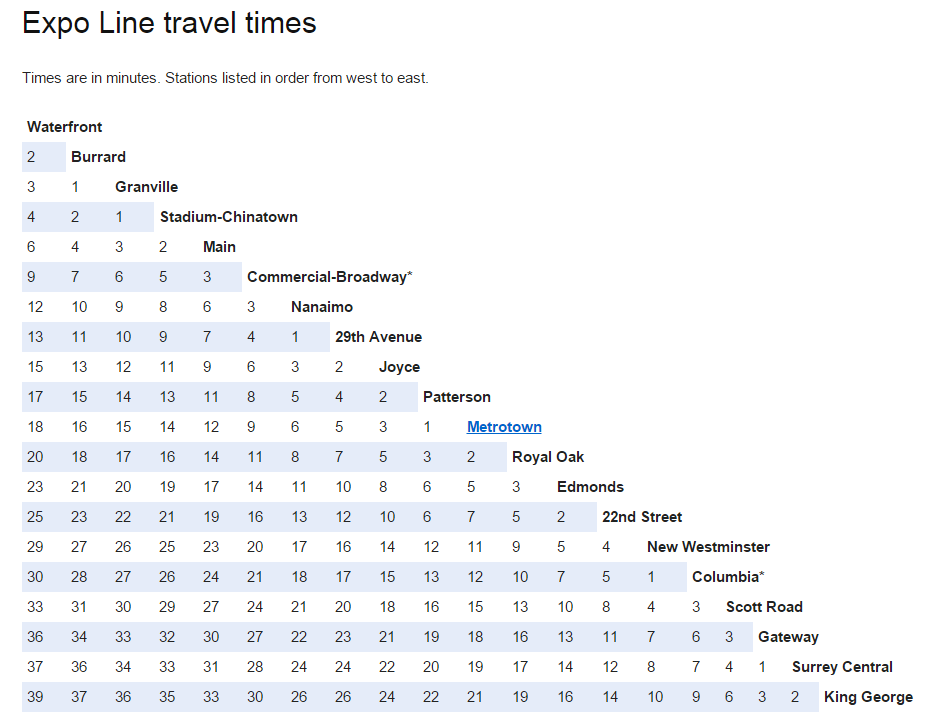 Expo Line travel times
Times are in minutes. Stations listed in order from west to east.
Waterfront
2 Burrard
3 1 Granville
4 2 1 Stadium-Chinatown
6 4 3 2 Main
9 7 6 5 3 Commercial-Broadway*
12 10 9 8 6 3 Nanaimo
13 11 10 9 7 4 1 29th Avenue
15 13 12 11 9 6 3 2 Joyce
17 15 14 13 11 8 5 4 2 Patterson
18 16 15 14 12 9 6 5 3 1 Metrotown
20 18 17 16 14 11 8 7 5 3 2 Royal Oak
23 21 20 19 17 14 11 10 8 6 5 3 Edmonds
25 23 22 21 19 16 13 12 10 6 7 5 2 22nd Street
29 27 26 25 23 20 17 16 14 12 11 9 5 4 New Westminster
30 28 27 26 24 21 18 17 15 13 12 10 7 5 1 Columbia*
33 31 30 29 27 24 21 20 18 16 15 13 10 8 4 3 Scott Road
36 34 33 32 30 27 22 23 21 19 18 16 13 11 7 6 3 Gateway
37 36 34 33 31 28 24 24 22 20 19 17 14 12 8 7 4 1 Surrey Central
39 37 36 35 33 30 26 26 24 22 21 19 16 14 10 9 6 3 2 King George